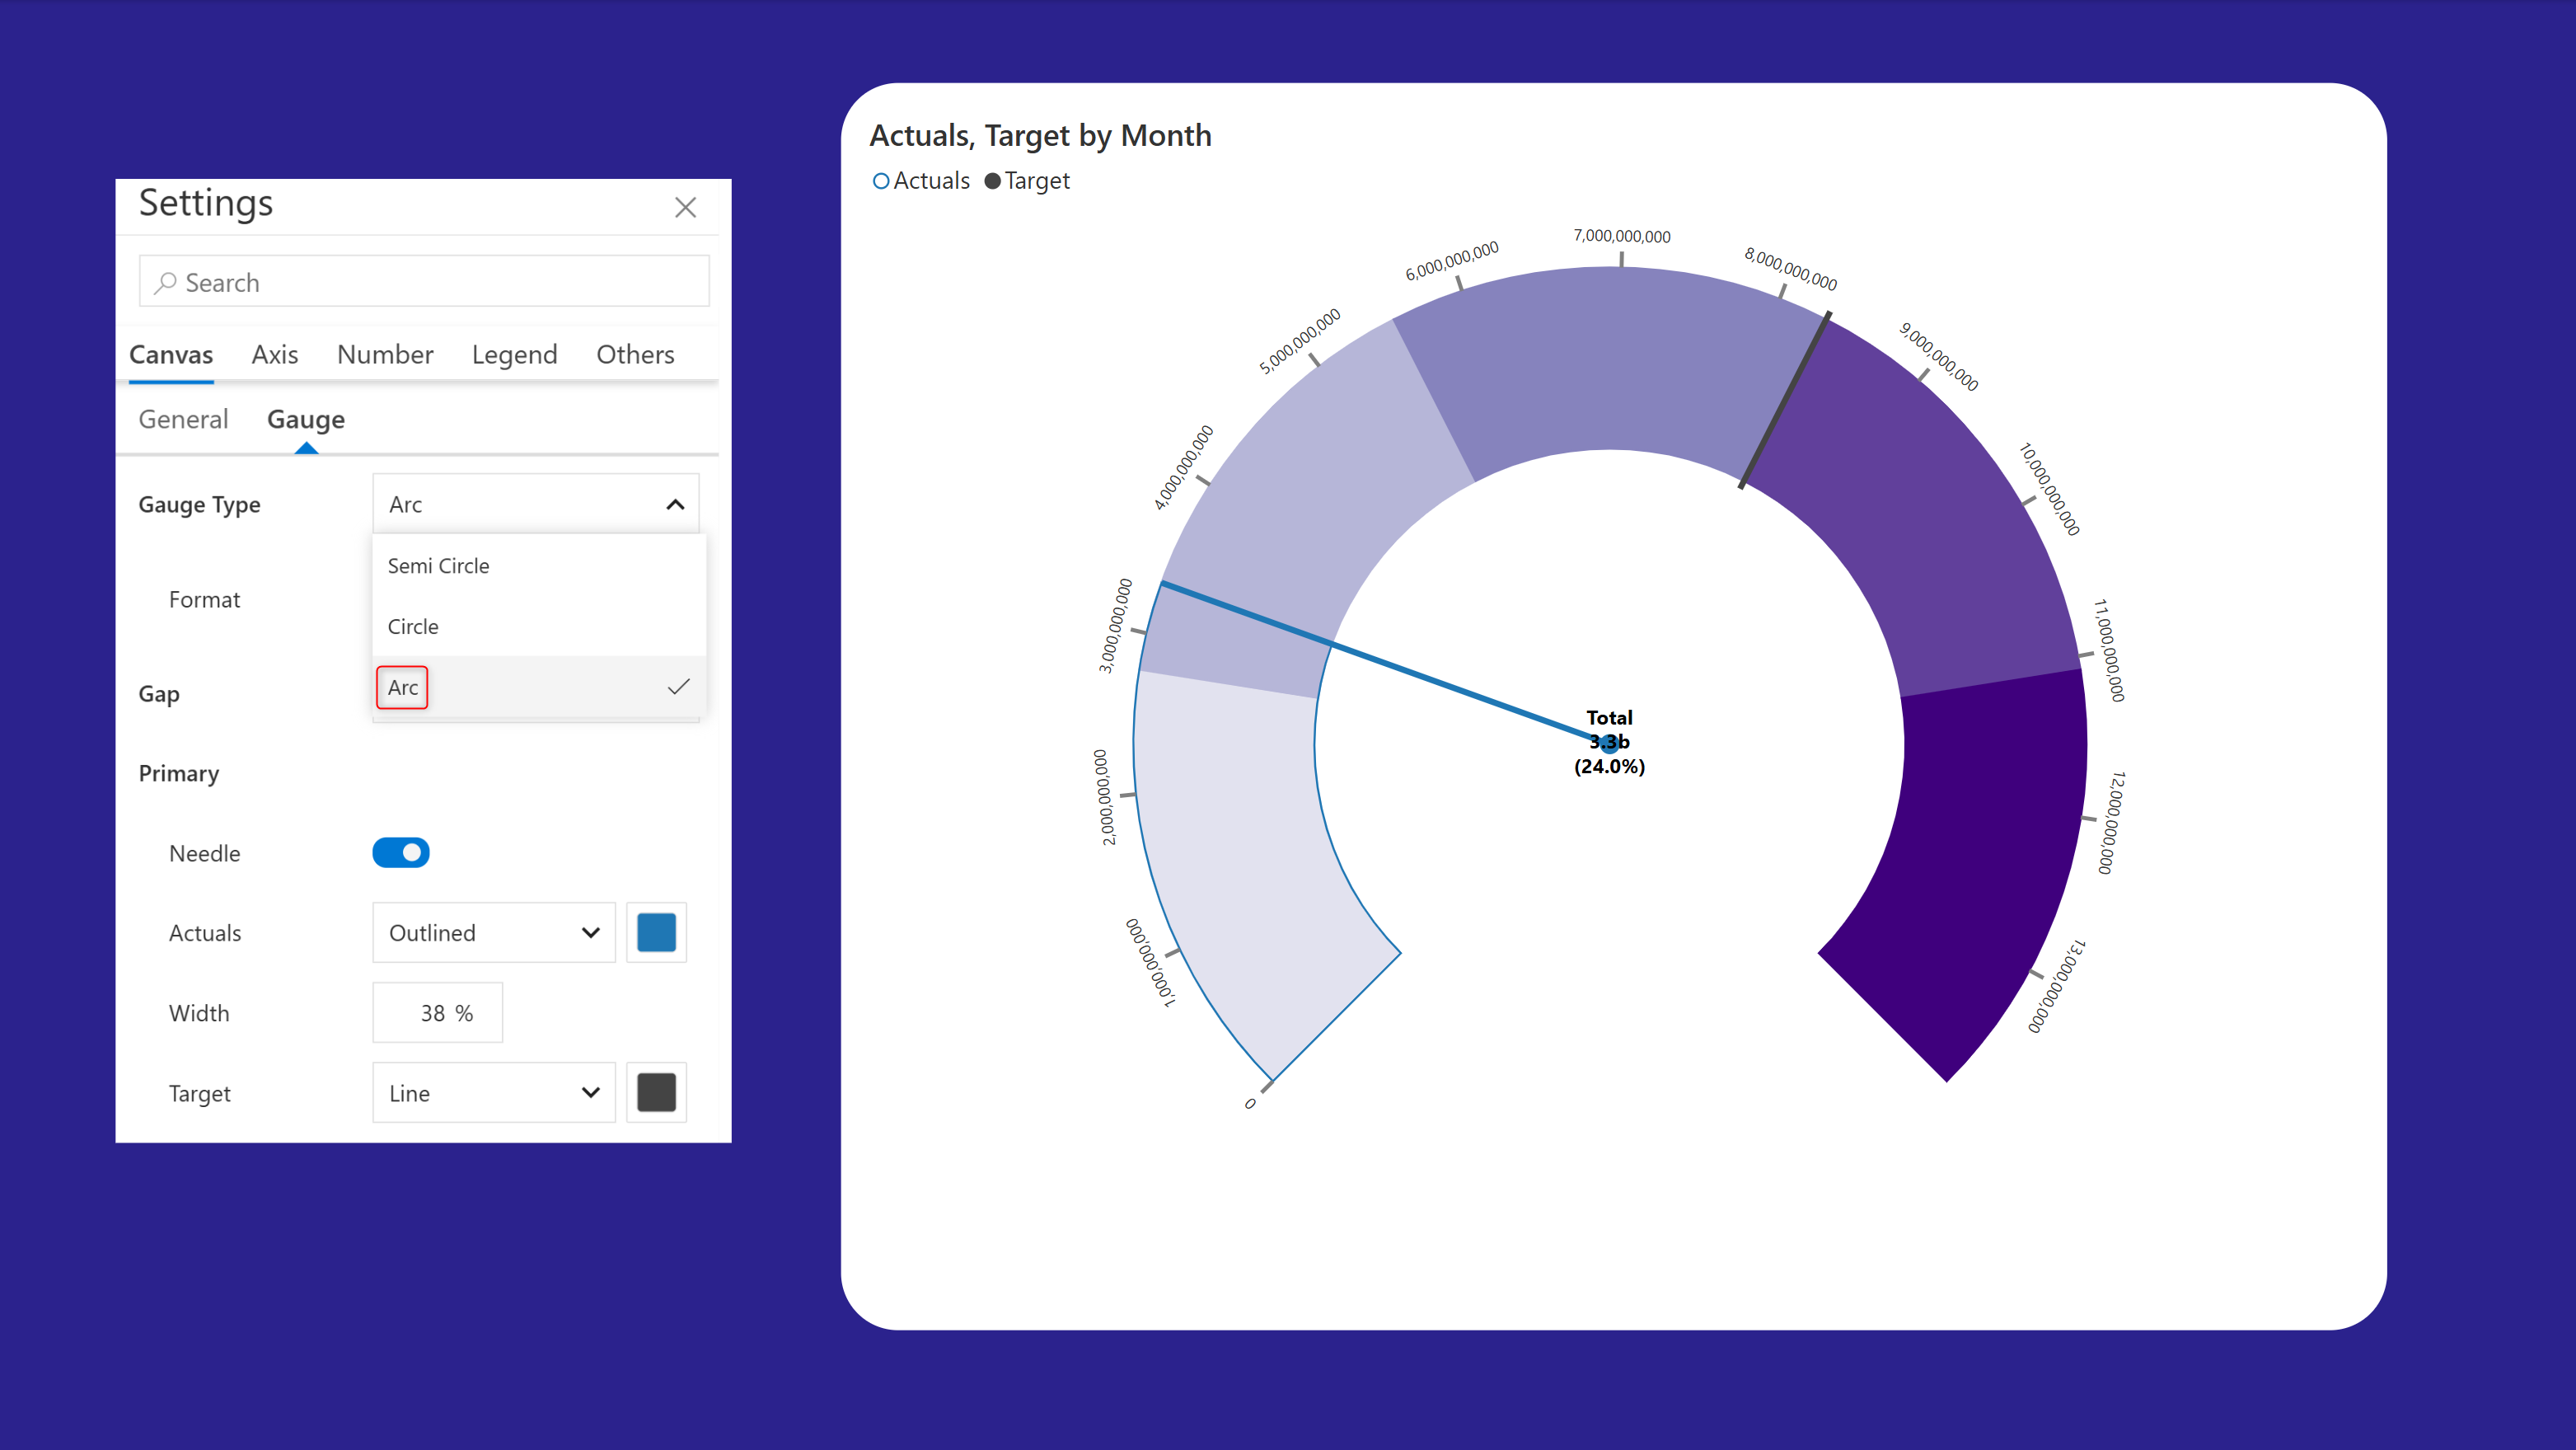 Settings
Search
Canvas Axis Number Legend Others
General Gauge
Gauge Type Arc
Semi Circle
Format
Circle
Arc
Gap
Primary
Needle
Actuals Outlined
Width 38 %
Target Line
Actuals, Target by Month
Actuals Target
0
1,000,000,000
2,000,000,000
3,000,000,000
4,000,000,000
5,000,000,000
6,000,000,000
7,000,000,000
8,000,000,000
9,000,000,000
10,000,000,000
11,000,000,000
12,000,000,000
13,000,000,000
Total
3.3b
(24.0%)